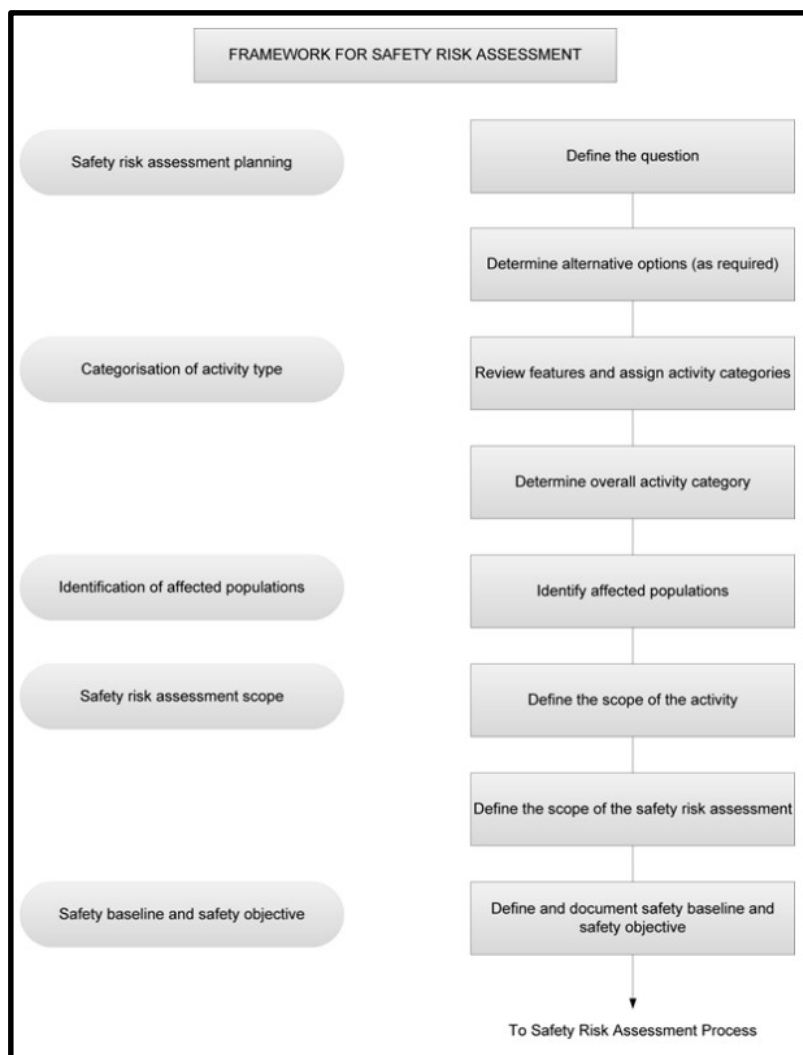 FRAMEWORK FOR SAFETY RISK ASSESSMENT
Safety risk assessment planning
Define the question
Determine alternative options (as required)
Categorisation of activity type
Review features and assign activity categories
Determine overall activity category
Identification of affected populations
Identify affected populations
Safety risk assessment scope
Define the scope of the activity
Define the scope of the safety risk assessment
Safety baseline and safety objective
Define and document safety baseline and
safety objective
To Safety Risk Assessment Process